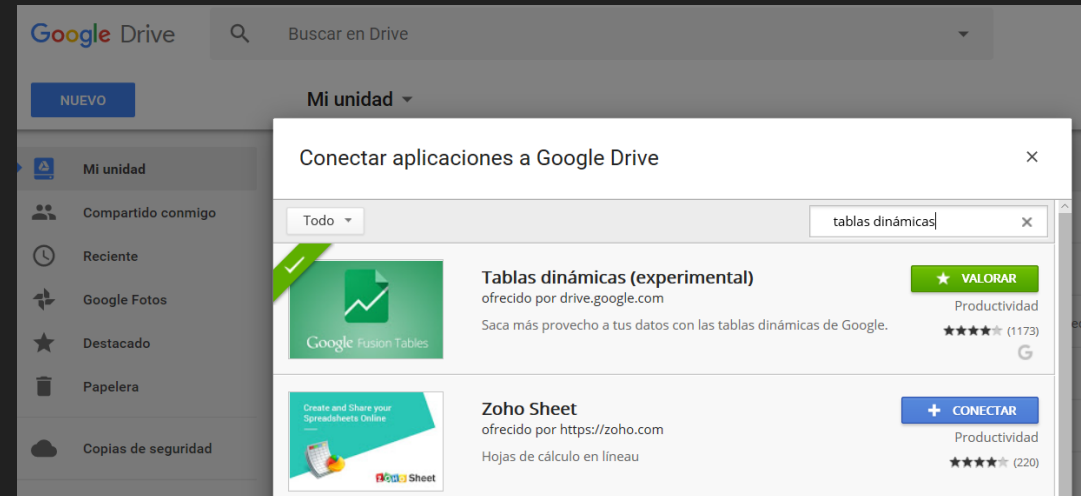 Google Drive
Buscar en Drive
NUEVO
Mi unidad
Mi unidad
Compartido conmigo
Reciente
Google Fotos
Destacado
Papelera
Copias de seguridad
Conectar aplicaciones a Google Drive
Todo
tablas dinámicas
Google Fusion Tables
Tablas dinámicas (experimental)
ofrecido por drive.google.com
Saca más provecho a tus datos con las tablas dinámicas de Google.
VALORAR
Productividad
(1173)
G
Create and Share your
Spreadsheets Online
ZOHO Sheet
Zoho Sheet
ofrecido por https://zoho.com
Hojas de cálculo en líneau
CONECTAR
Productividad
(220)